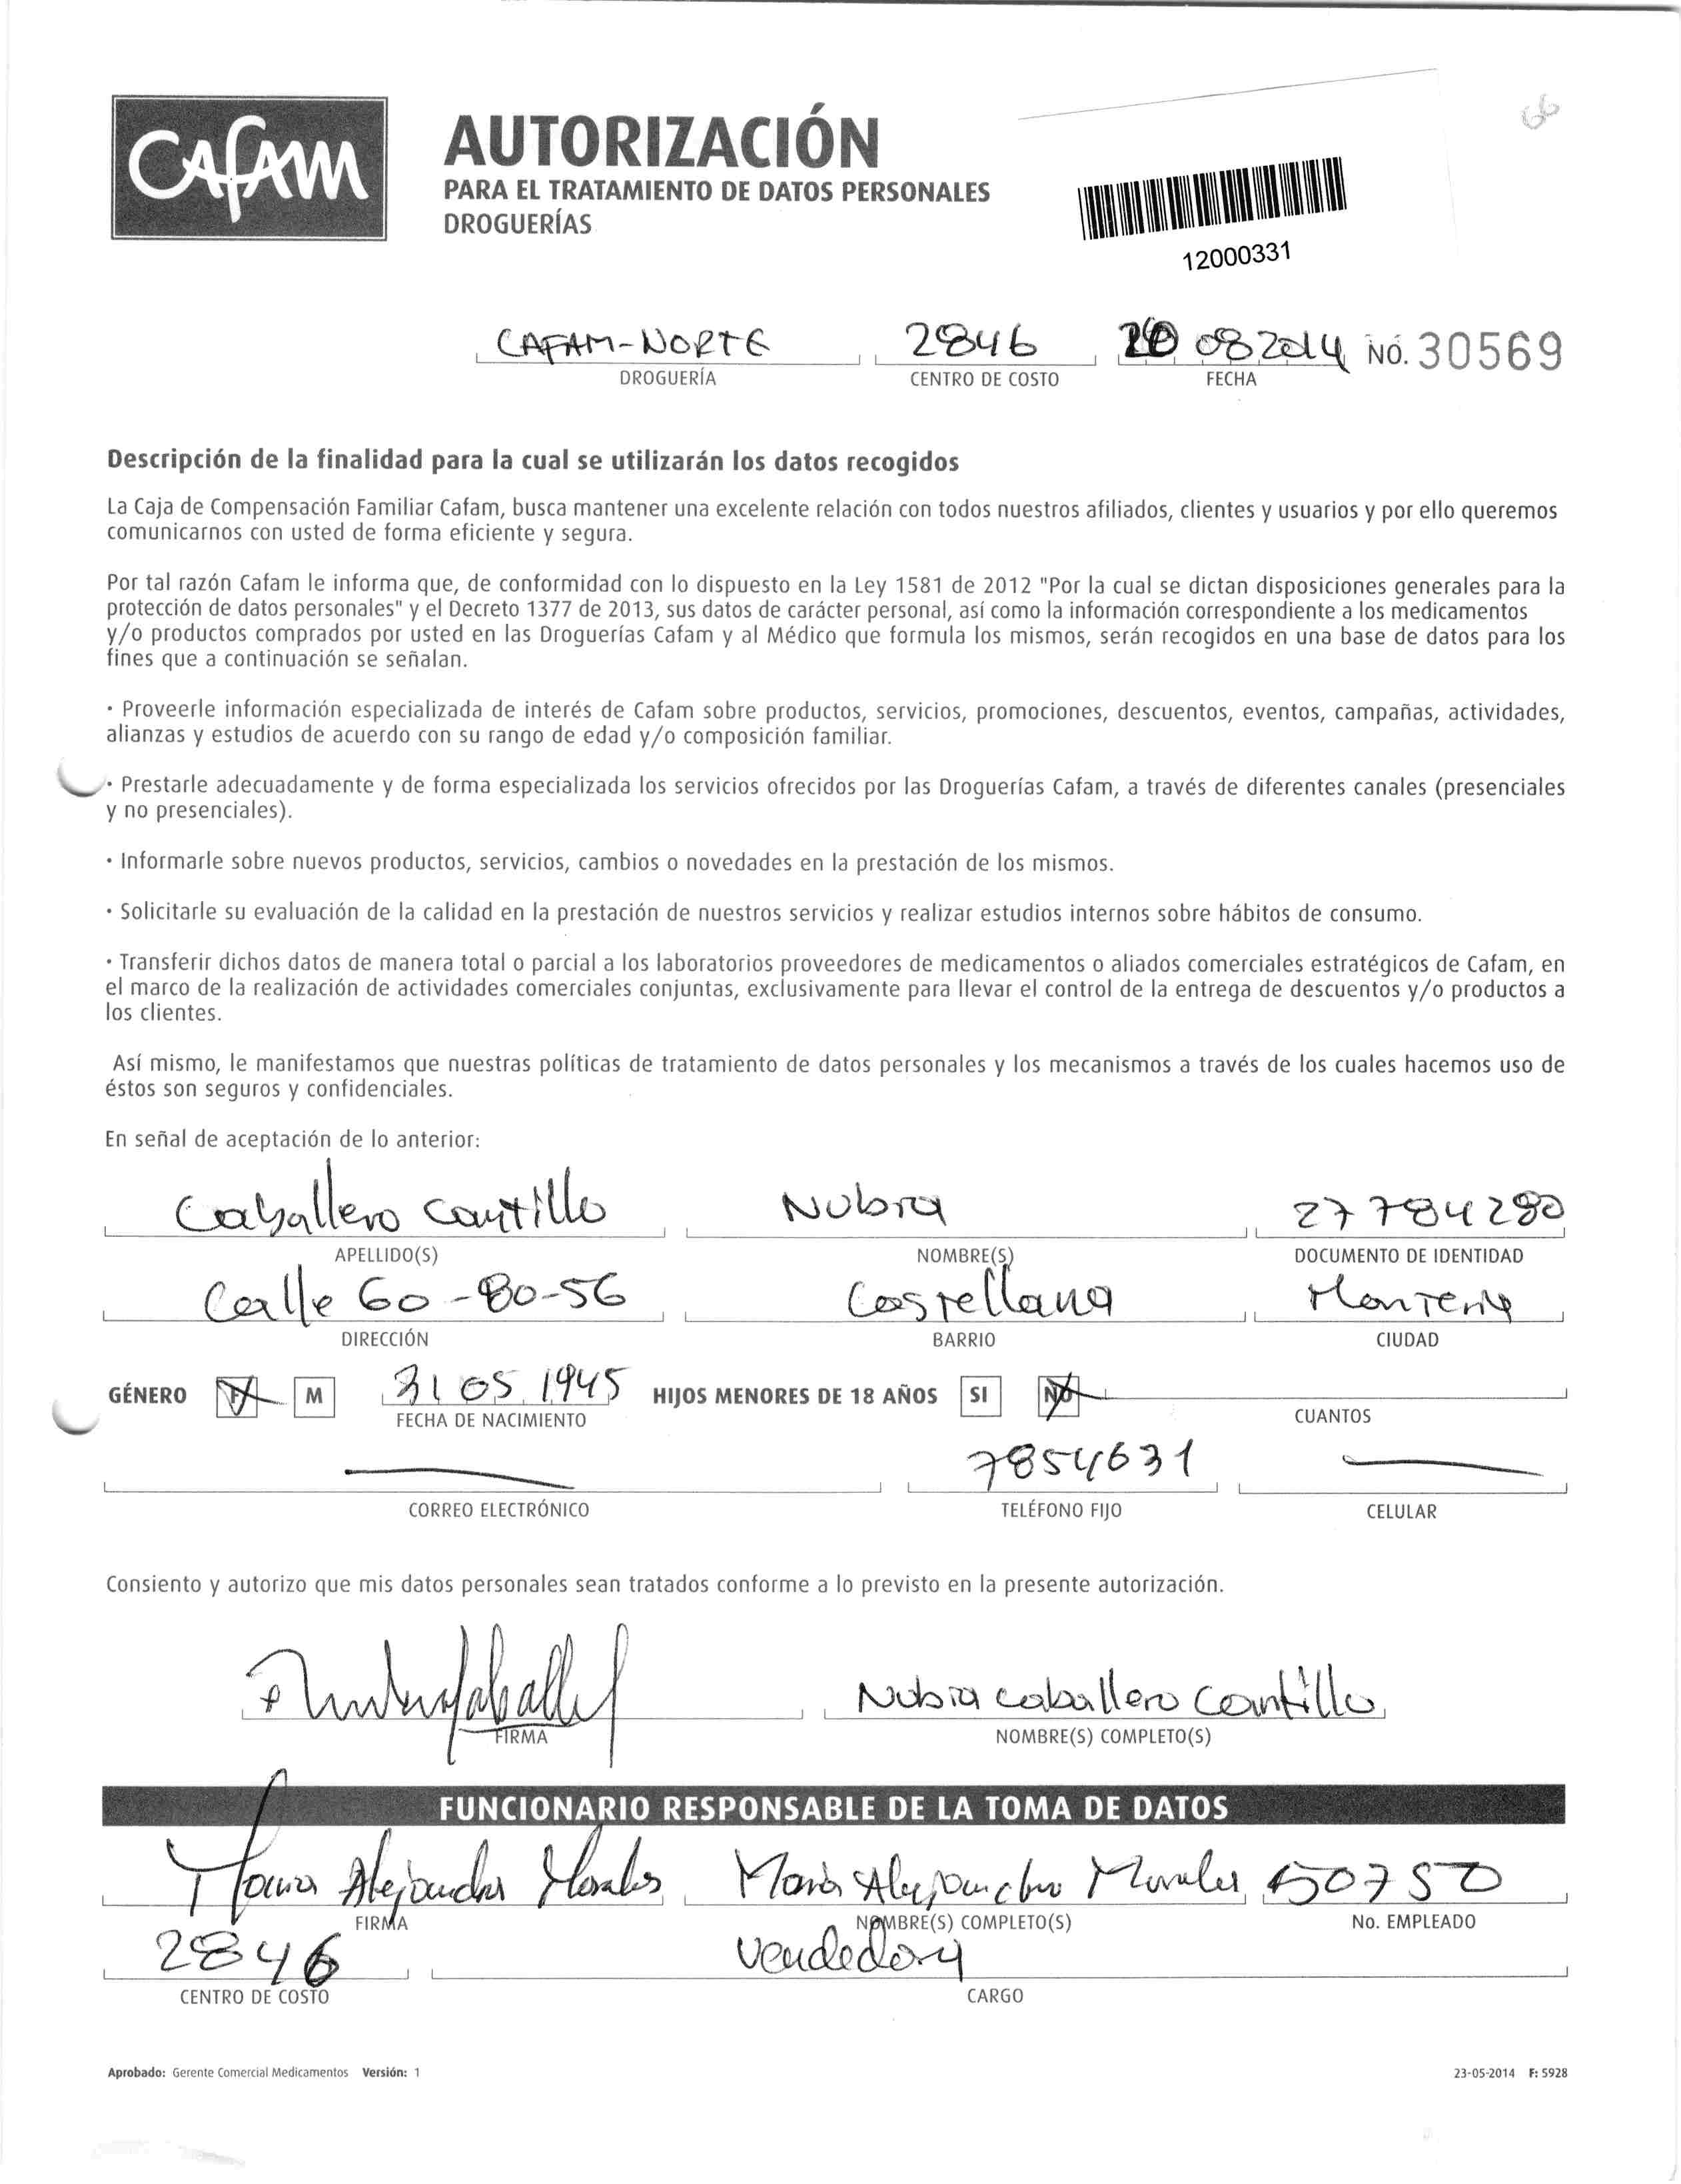 Cafam
AUTORIZACIÓN
PARA EL TRATAMIENTO DE DATOS PERSONALES
DROGUERÍAS
66
12000331
CAFAM-NORTE 2846 08 2014 NO. 30569
DROGUERÍA CENTRO DE COSTO FECHA
Descripción de la finalidad para la cual se utilizarán los datos recogidos
La Caja de Compensación Familiar Cafam, busca mantener una excelente relación con todos nuestros afiliados, clientes y usuarios y por ello queremos
comunicarnos con usted de forma eficiente y segura.
Por tal razón Cafam le informa que, de conformidad con lo dispuesto en la Ley 1581 de 2012 "Por la cual se dictan disposiciones generales para la
protección de datos personales" y el Decreto 1377 de 2013, sus datos de carácter personal, así como la información correspondiente a los medicamentos
y/o productos comprados por usted en las Droguerías Cafam y al Médico que formula los mismos, serán recogidos en una base de datos para los
fines que a continuación se señalan.
· Proveerle información especializada de interés de Cafam sobre productos, servicios, promociones, descuentos, eventos, campañas, actividades,
alianzas y estudios de acuerdo con su rango de edad y/o composición familiar.
· Prestarle adecuadamente y de forma especializada los servicios ofrecidos por las Droguerías Cafam, a través de diferentes canales (presenciales
y no presenciales).
· Informarle sobre nuevos productos, servicios, cambios o novedades en la prestación de los mismos.
· Solicitarle su evaluación de la calidad en la prestación de nuestros servicios y realizar estudios internos sobre hábitos de consumo.
· Transferir dichos datos de manera total o parcial a los laboratorios proveedores de medicamentos o aliados comerciales estratégicos de Cafam, en
el marco de la realización de actividades comerciales conjuntas, exclusivamente para llevar el control de la entrega de descuentos y/o productos a
los clientes.
Así mismo, le manifestamos que nuestras políticas de tratamiento de datos personales y los mecanismos a través de los cuales hacemos uso de
éstos son seguros y confidenciales.
En señal de aceptación de lo anterior:
Caballero Cantillo Nubia 27784280
APELLIDO(S) NOMBRE(S) DOCUMENTO DE IDENTIDAD
Calle 60 - 80-56 Castellana Monteria
DIRECCIÓN BARRIO CIUDAD
GÉNERO F M 31 05 1945 HIJOS MENORES DE 18 AÑOS SI NO
FECHA DE NACIMIENTO CUANTOS
7854631
CORREO ELECTRÓNICO TELÉFONO FIJO CELULAR
Consiento y autorizo que mis datos personales sean tratados conforme a lo previsto en la presente autorización.
Nubia caballero Cantillo
FIRMA NOMBRE(S) COMPLETO(S)
FUNCIONARIO RESPONSABLE DE LA TOMA DE DATOS
Maria Alejandra Morales Maria Alejandra Morales 50750
FIRMA NOMBRE(S) COMPLETO(S) No. EMPLEADO
2846 Vendedora
CENTRO DE COSTO CARGO
Aprobado: Gerente Comercial Medicamentos Versión: 1 23-05-2014 F: 5928